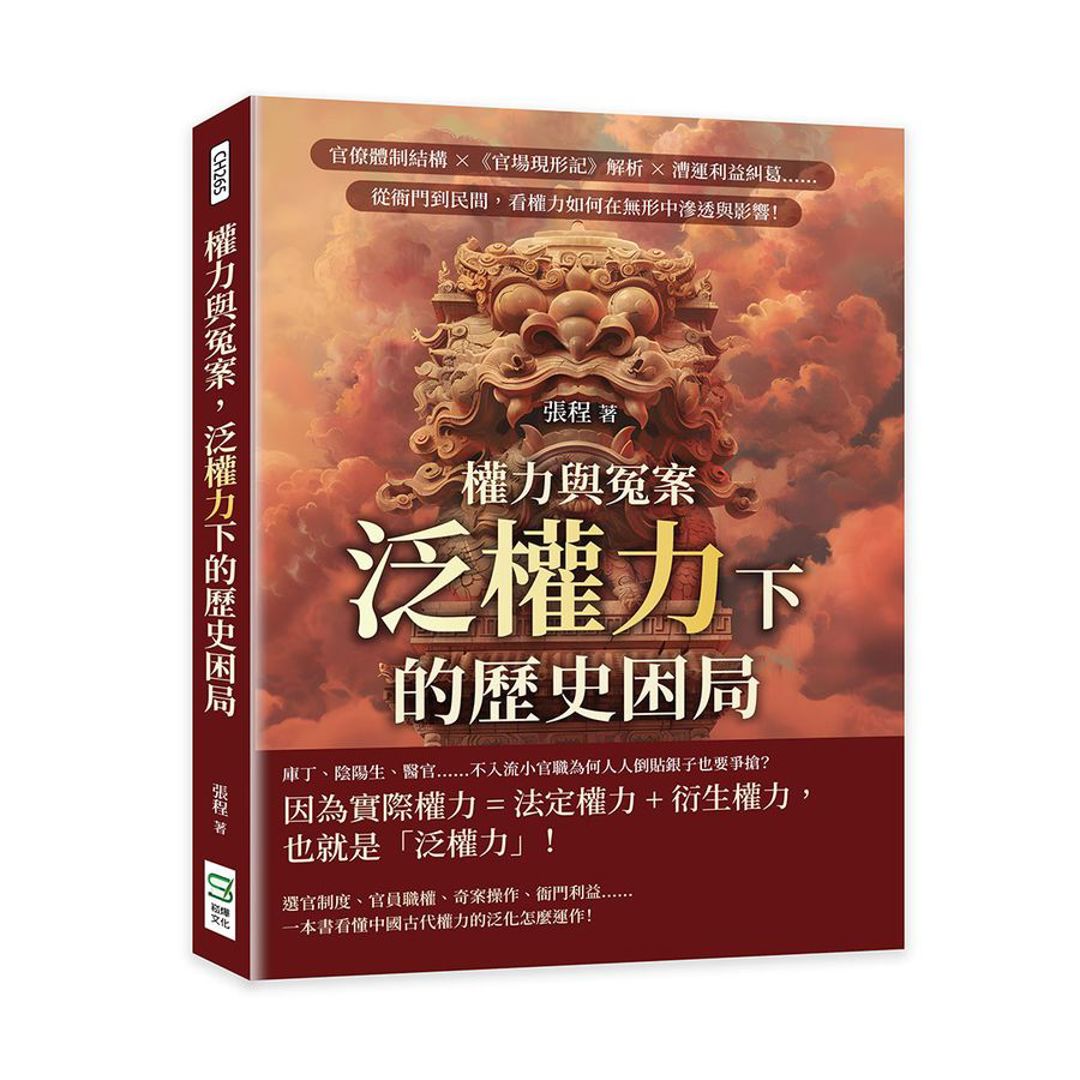 CH265
權力與冤案，泛權力下的歷史困局
張程 著
崧燁
文化
官僚體制結構 ×《官場現形記》解析 × 漕運利益糾葛……
從衙門到民間，看權力如何在無形中滲透與影響！
張程 著
權力與冤案
泛權力下
的歷史困局
庫丁、陰陽生、醫官……不入流小官職為何人人倒貼銀子也要爭搶？
因為實際權力 = 法定權力 + 衍生權力，
也就是「泛權力」！
選官制度、官員職權、奇案操作、衙門利益……
一本書看懂中國古代權力的泛化怎麼運作！